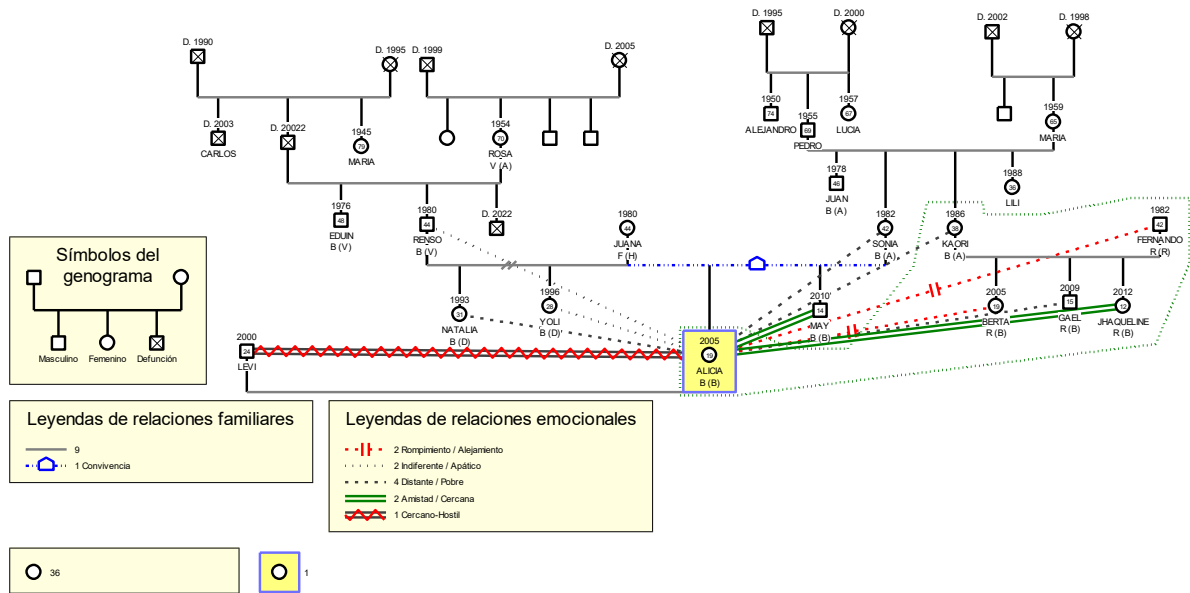 D. 1995
D. 2000
D. 2002
D. 1998
D. 1990
D. 1995
D. 1999
D. 2005
1950
74
ALEJANDRO
1955
69
PEDRO
1957
67
LUCIA
1959
65
MARIA
D. 2003
CARLOS
D. 20022
1945
79
MARIA
1954
70
ROSA
V (A)
1978
46
JUAN
B (A)
1988
36
LILI
1976
48
EDUIN
B (V)
1980
44
RENSO
B (V)
D. 2022
1980
44
JUANA
F (H)
1982
42
SONIA
B (A)
1986
38
KAORI
B (A)
1982
42
FERNANDO
R (R)
1993
31
NATALIA
B (D)
1996
28
YOLI
B (D)
2010'
14
MAY
B (B)
2005
19
BERTA
R (B)
2009
15
GAEL
R (B)
2012
12
JHAQUELINE
R (B)
2000
24
LEVI
2005
19
ALICIA
B (B)
Símbolos del
genograma
Masculino
Femenino
Defunción
Leyendas de relaciones familiares
9
1 Convivencia
Leyendas de relaciones emocionales
2 Rompimiento / Alejamiento
2 Indiferente / Apático
4 Distante / Pobre
2 Amistad / Cercana
1 Cercano-Hostil
36
1